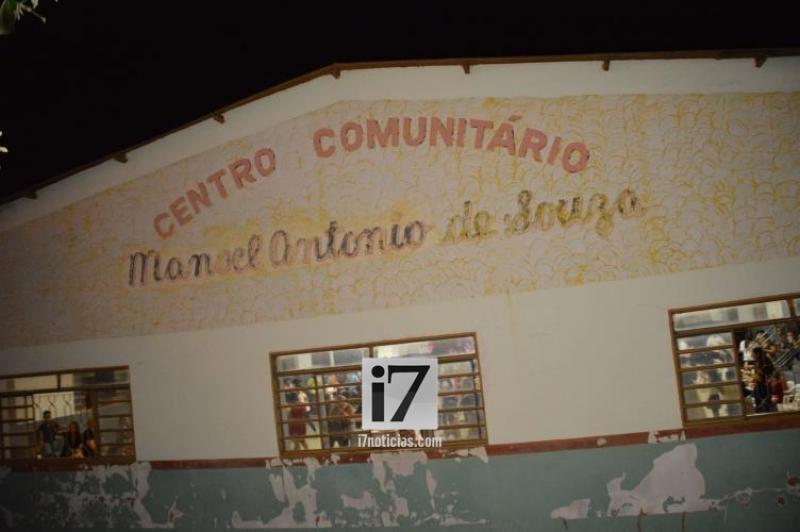 CENTRO COMUNITÁRIO
Manoel Antonio de Souza
i7
i7noticias.com